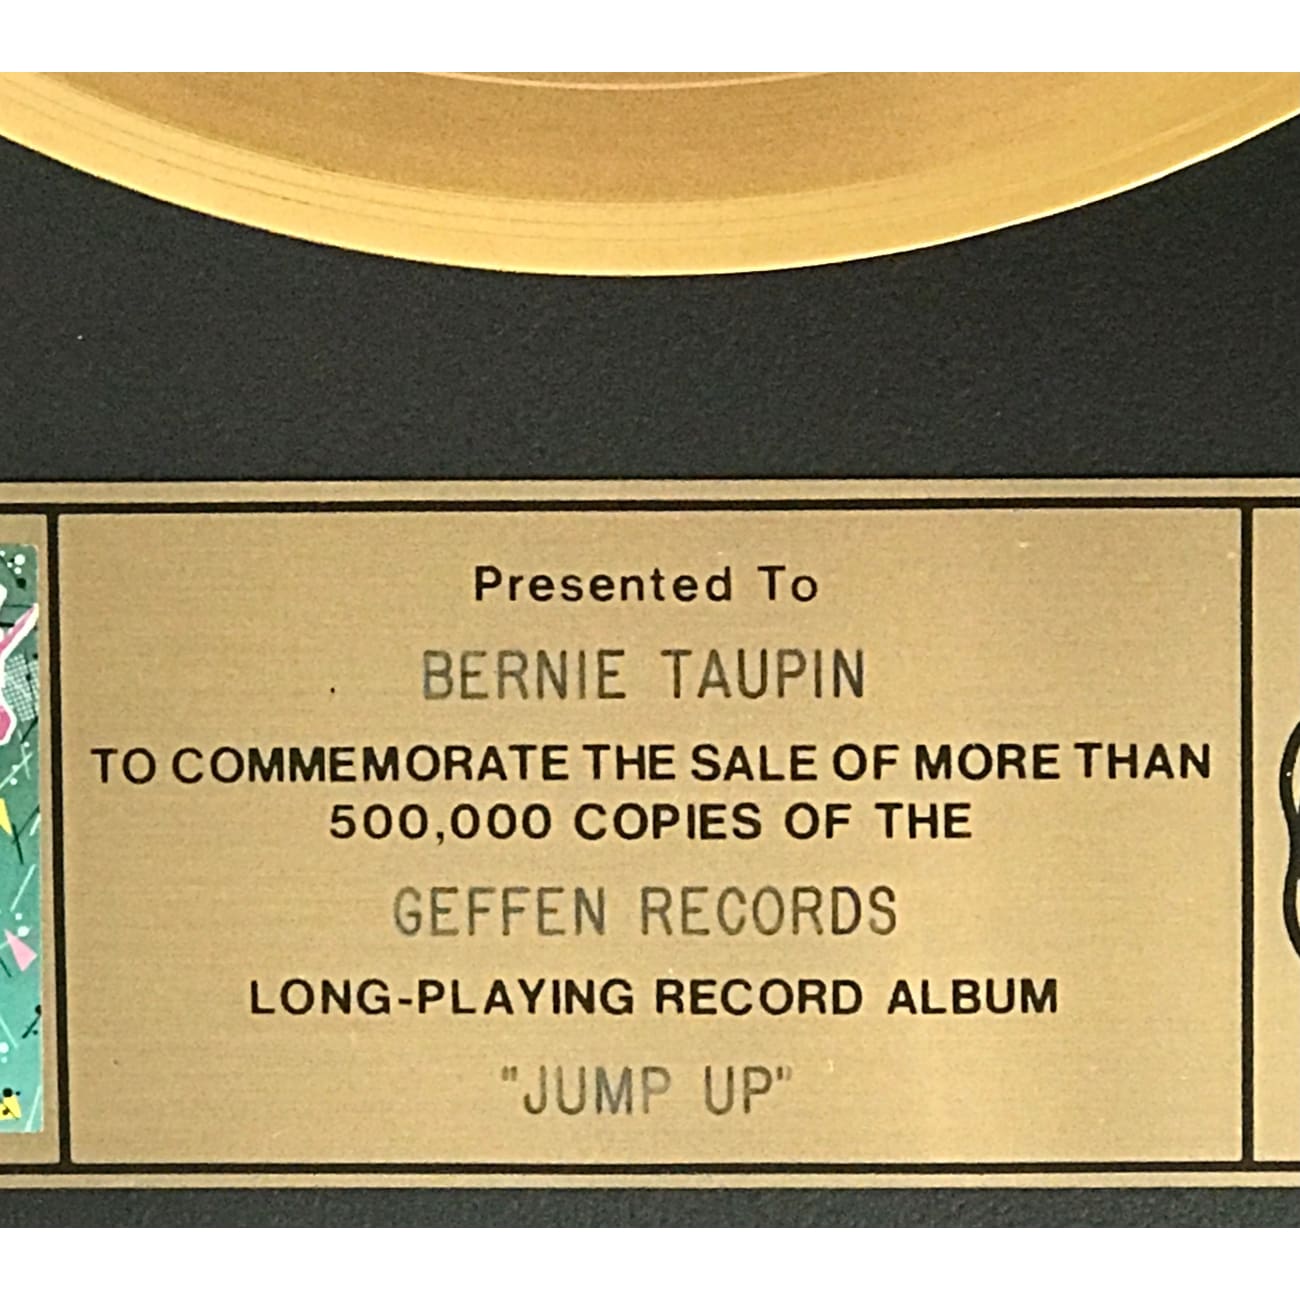 Presented To
BERNIE TAUPIN
TO COMMEMORATE THE SALE OF MORE THAN
500,000 COPIES OF THE
GEFFEN RECORDS
LONG-PLAYING RECORD ALBUM
"JUMP UP"